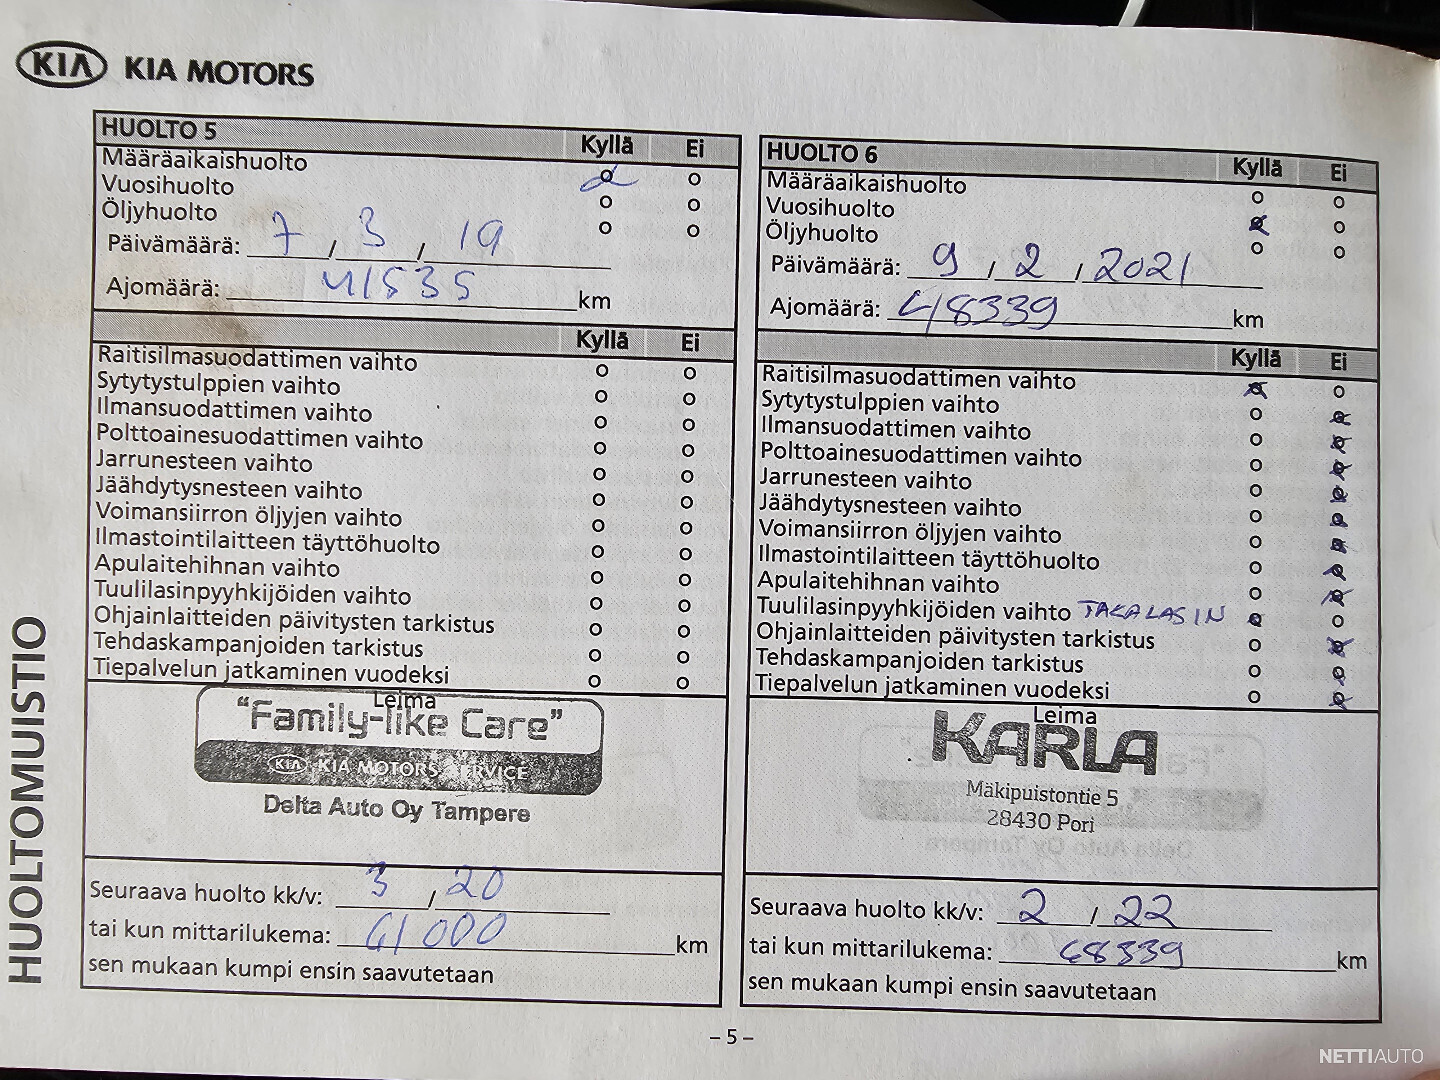 KIA KIA MOTORS
HUOLTO 5 Kyllä Ei
Määräaikaishuolto o o
Vuosihuolto o o
Öljyhuolto o o
Päivämäärä: 7 / 3 / 19
Ajomäärä: 41535 km
Kyllä Ei
Raitisilmasuodattimen vaihto o o
Sytytystulppien vaihto o o
Ilmansuodattimen vaihto o o
Polttoainesuodattimen vaihto o o
Jarrunesteen vaihto o o
Jäähdytysnesteen vaihto o o
Voimansiirron öljyjen vaihto o o
Ilmastointilaitteen täyttöhuolto o o
Apulaitehihnan vaihto o o
Tuulilasinpyyhkijöiden vaihto o o
Ohjainlaitteiden päivitysten tarkistus o o
Tehdaskampanjoiden tarkistus o o
Tiepalvelun jatkaminen vuodeksi o o
Leima
"Family-like Care"
KIA KIA MOTORS SERVICE
Delta Auto Oy Tampere
Seuraava huolto kk/v: 3 / 20
tai kun mittarilukema: 61000 km
sen mukaan kumpi ensin saavutetaan
HUOLTO 6 Kyllä Ei
Määräaikaishuolto o o
Vuosihuolto o o
Öljyhuolto o o
Päivämäärä: 9 / 2 / 2021
Ajomäärä: 48339 km
Kyllä Ei
Raitisilmasuodattimen vaihto o o
Sytytystulppien vaihto o o
Ilmansuodattimen vaihto o o
Polttoainesuodattimen vaihto o o
Jarrunesteen vaihto o o
Jäähdytysnesteen vaihto o o
Voimansiirron öljyjen vaihto o o
Ilmastointilaitteen täyttöhuolto o o
Apulaitehihnan vaihto o o
Tuulilasinpyyhkijöiden vaihto TAKALASIN o o
Ohjainlaitteiden päivitysten tarkistus o o
Tehdaskampanjoiden tarkistus o o
Tiepalvelun jatkaminen vuodeksi o o
Leima
KARLA
Mäkipuistontie 5
28430 Pori
Seuraava huolto kk/v: 2 / 22
tai kun mittarilukema: 68339 km
sen mukaan kumpi ensin saavutetaan
HUOLTOMUISTIO
– 5 –
NETTIAUTO